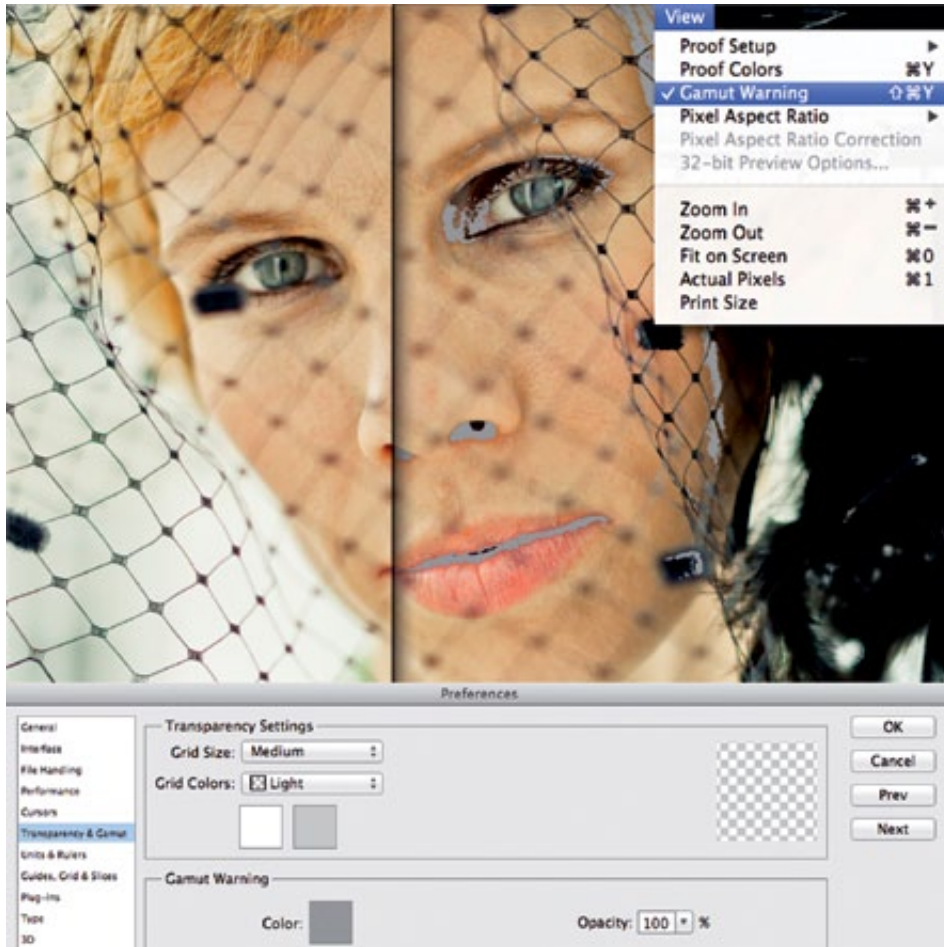 View
Proof Setup
Proof Colors ⌘Y
✓ Gamut Warning ⇧⌘Y
Pixel Aspect Ratio
Pixel Aspect Ratio Correction
32-bit Preview Options...
Zoom In ⌘+
Zoom Out ⌘−
Fit on Screen ⌘0
Actual Pixels ⌘1
Print Size
Preferences
General
Interface
File Handling
Performance
Cursors
Transparency & Gamut
Units & Rulers
Guides, Grid & Slices
Plug-Ins
Type
3D
Transparency Settings
Grid Size: Medium
Grid Colors: Light
Gamut Warning
Color:
Opacity: 100 %
OK
Cancel
Prev
Next